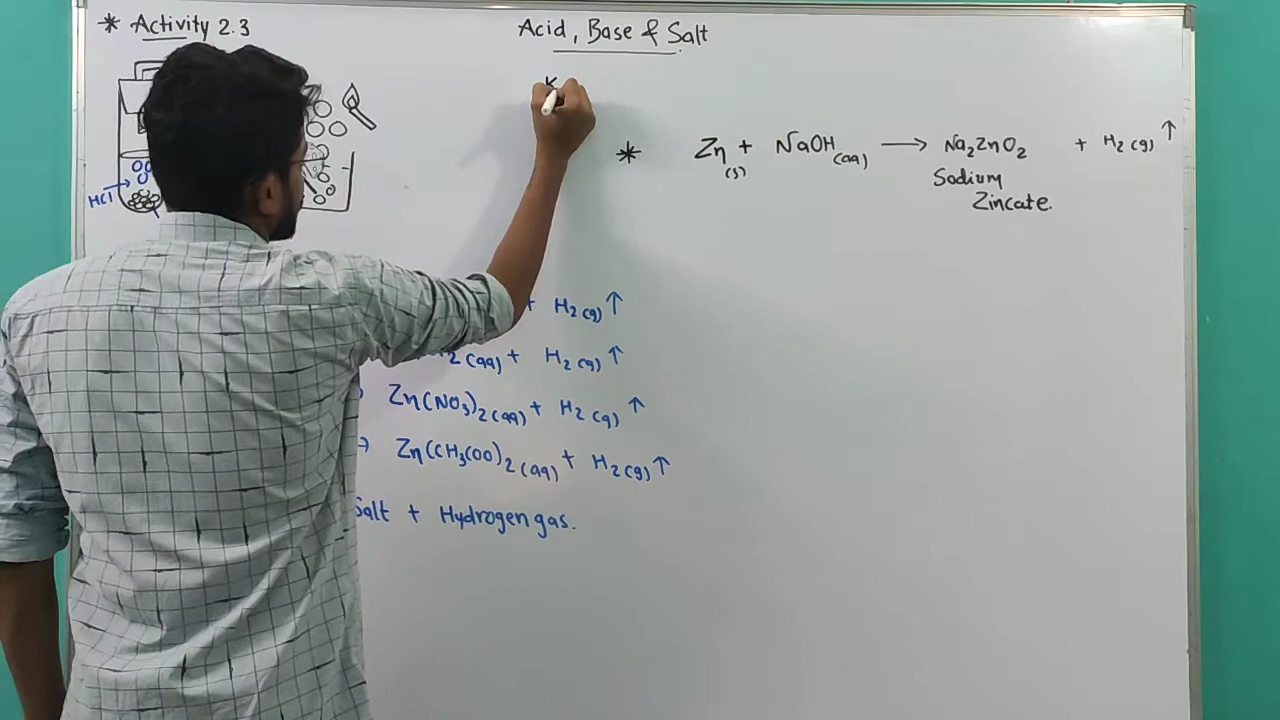 * Activity 2.3
Acid, Base & Salt
* Zn(s) + NaOH(aq) → Na2ZnO2 + H2(g) ↑
Sodium
Zincate.
HCl
+ H2(g) ↑
2(aq) + H2(g) ↑
Zn(NO3)2(aq) + H2(g) ↑
→ Zn(CH3COO)2(aq) + H2(g) ↑
Salt + Hydrogen gas.